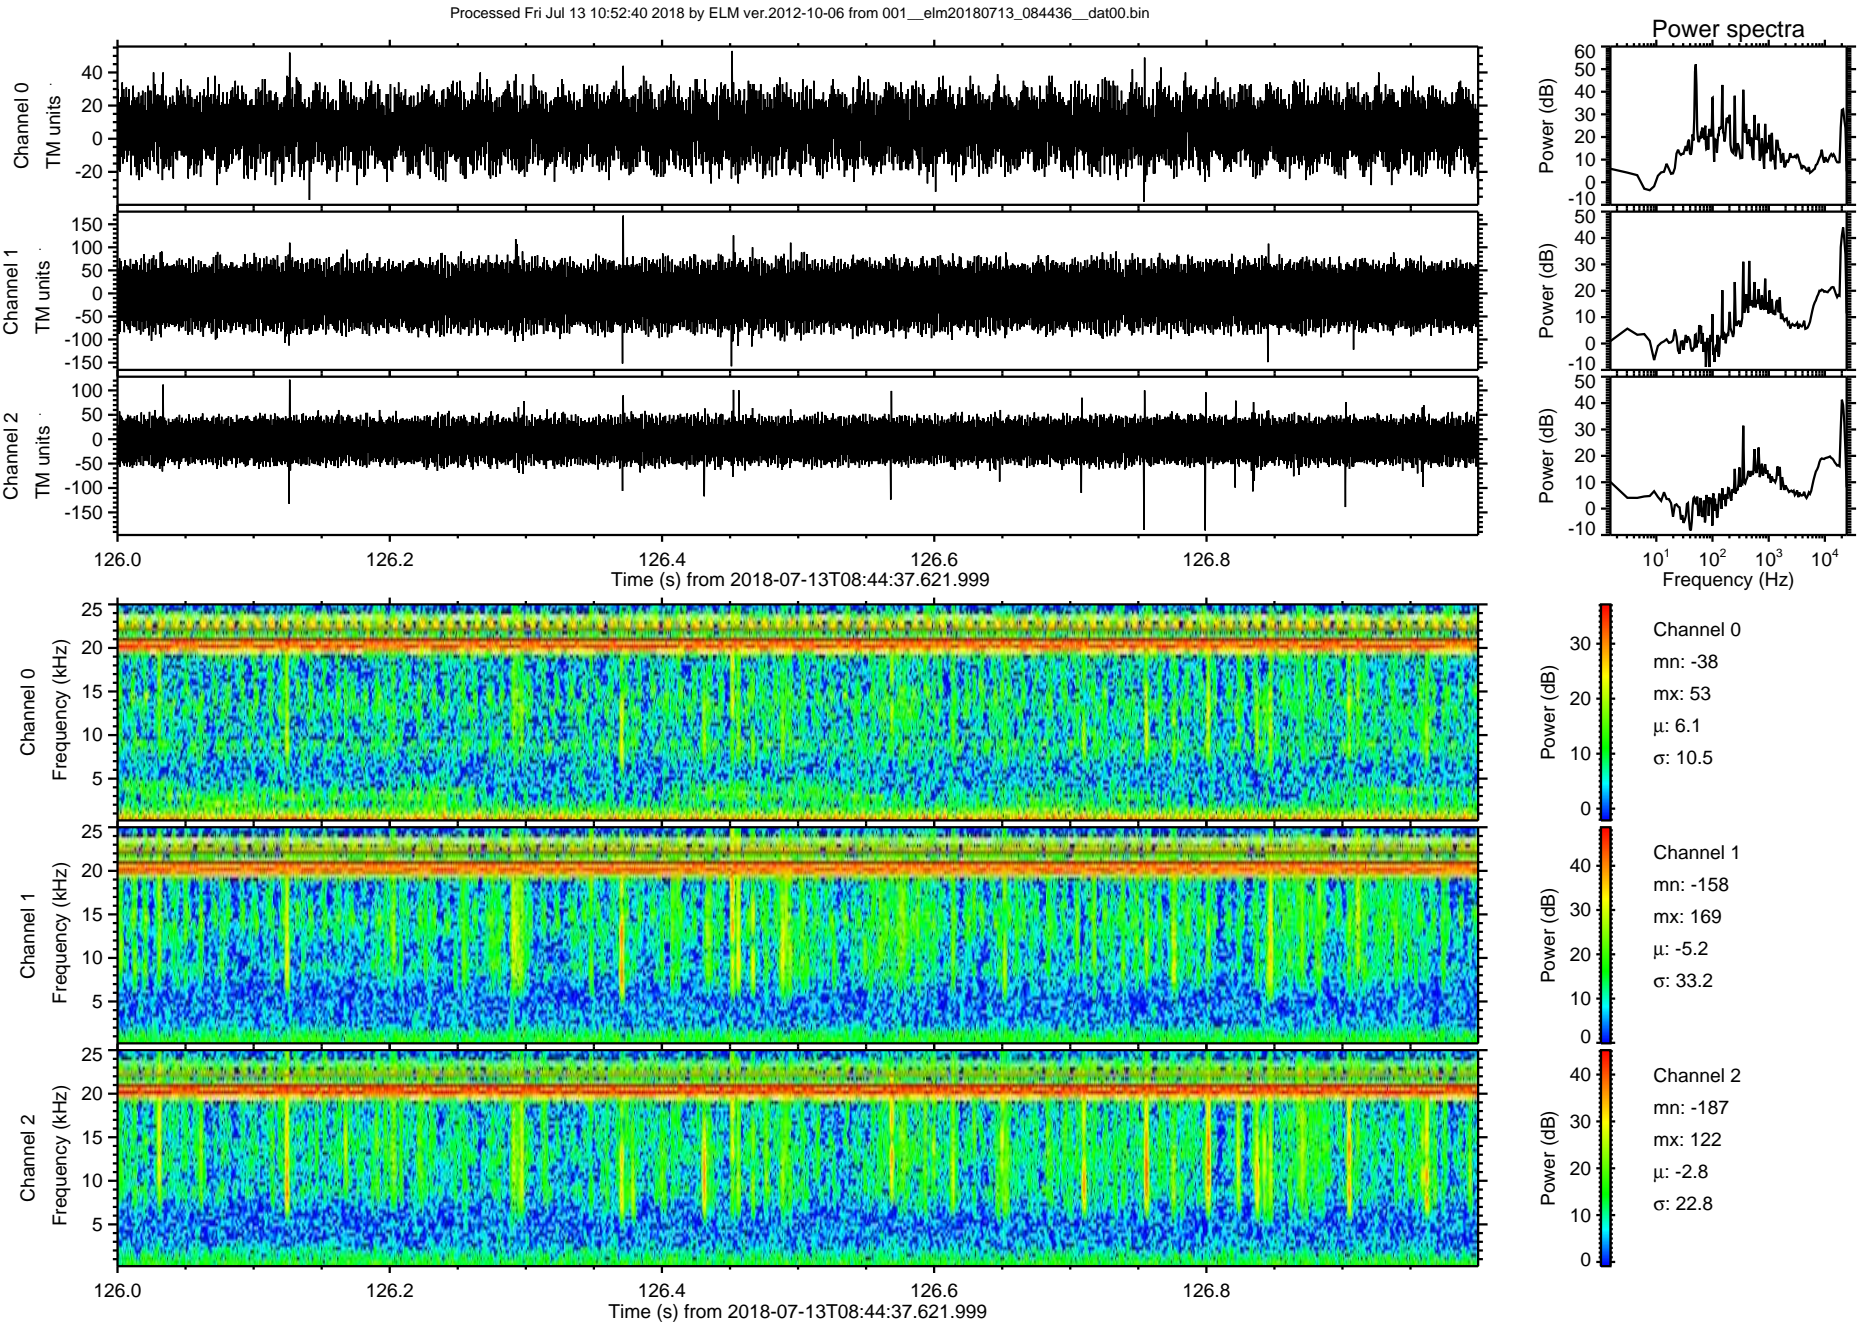 Processed Fri Jul 13 10:52:40 2018 by ELM ver.2012-10-06 from 001__elm20180713_084436__dat00.bin
Power spectra
Channel 0
TM units
40
20
0
-20
Power (dB)
60
50
40
30
20
10
0
-10
Channel 1
TM units
150
100
50
0
-50
-100
-150
Power (dB)
50
40
30
20
10
0
-10
Channel 2
TM units
100
50
0
-50
-100
-150
Power (dB)
50
40
30
20
10
0
-10
126.0 126.2 126.4 126.6 126.8
Time (s) from 2018-07-13T08:44:37.621.999
10¹ 10² 10³ 10⁴
Frequency (Hz)
Channel 0
Frequency (kHz)
25
20
15
10
5
Power (dB)
30
20
10
0
Channel 0
mn: -38
mx: 53
μ: 6.1
σ: 10.5
Channel 1
Frequency (kHz)
25
20
15
10
5
Power (dB)
40
30
20
10
0
Channel 1
mn: -158
mx: 169
μ: -5.2
σ: 33.2
Channel 2
Frequency (kHz)
25
20
15
10
5
Power (dB)
40
30
20
10
0
Channel 2
mn: -187
mx: 122
μ: -2.8
σ: 22.8
126.0 126.2 126.4 126.6 126.8
Time (s) from 2018-07-13T08:44:37.621.999